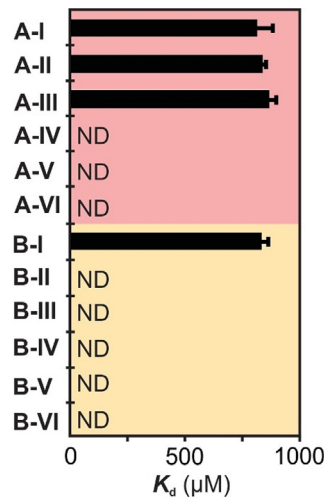 A-I
A-II
A-III
A-IV ND
A-V ND
A-VI ND
B-I
B-II ND
B-III ND
B-IV ND
B-V ND
B-VI ND
0 500 1000
Kd (μM)